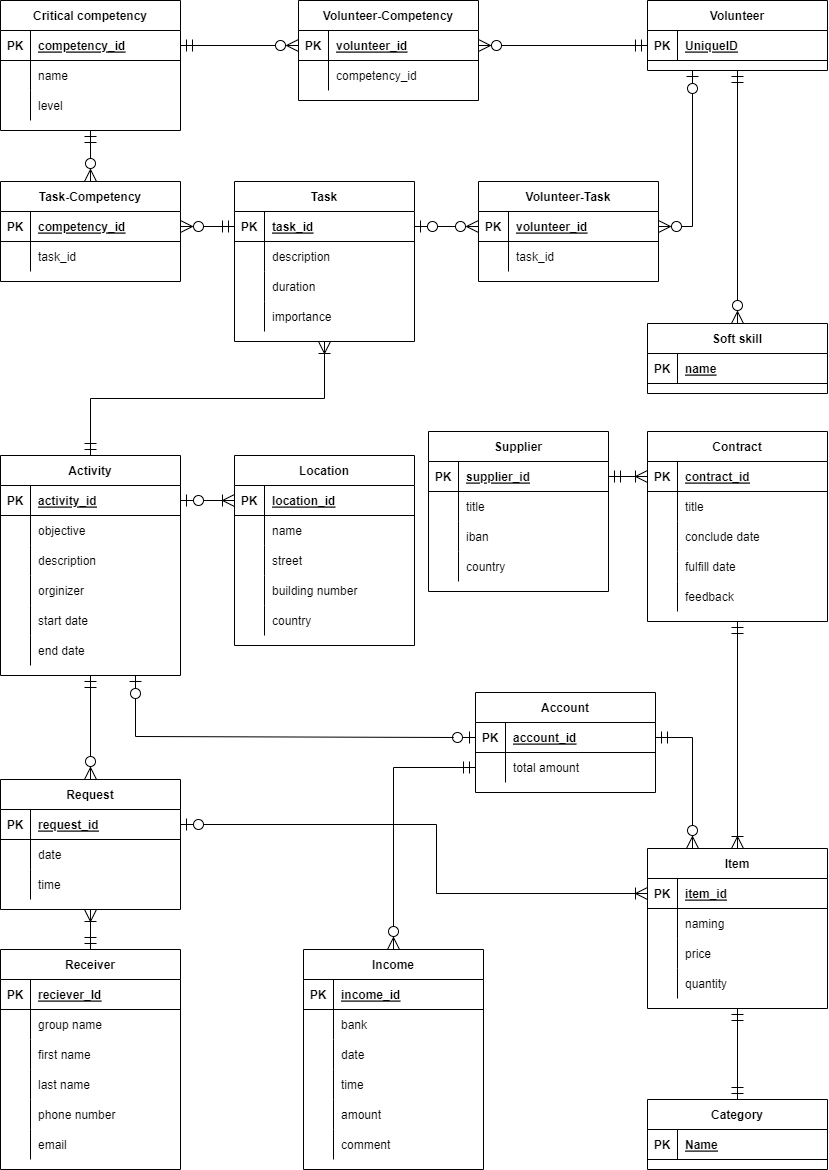 Critical competency
PK competency_id
name
level
Volunteer-Competency
PK volunteer_id
competency_id
Volunteer
PK UniqueID
Task-Competency
PK competency_id
task_id
Task
PK task_id
description
duration
importance
Volunteer-Task
PK volunteer_id
task_id
Soft skill
PK name
Activity
PK activity_id
objective
description
orginizer
start date
end date
Location
PK location_id
name
street
building number
country
Supplier
PK supplier_id
title
iban
country
Contract
PK contract_id
title
conclude date
fulfill date
feedback
Account
PK account_id
total amount
Request
PK request_id
date
time
Item
PK item_id
naming
price
quantity
Receiver
PK reciever_Id
group name
first name
last name
phone number
email
Income
PK income_id
bank
date
time
amount
comment
Category
PK Name